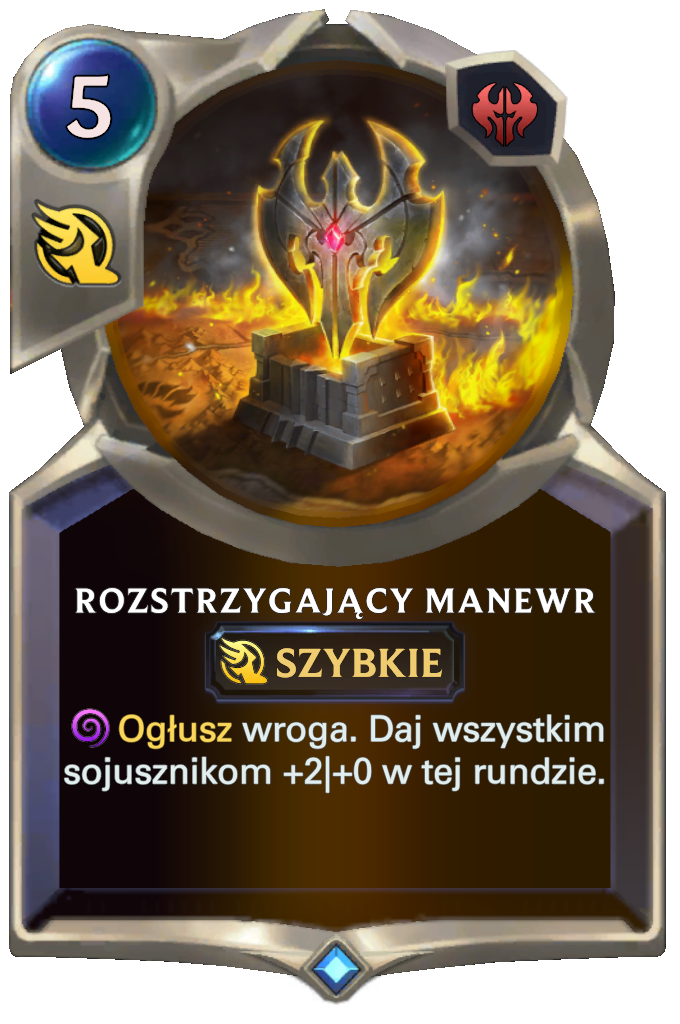 5
ROZSTRZYGAJĄCY MANEWR
SZYBKIE
Ogłusz wroga. Daj wszystkim
sojusznikom +2|+0 w tej rundzie.